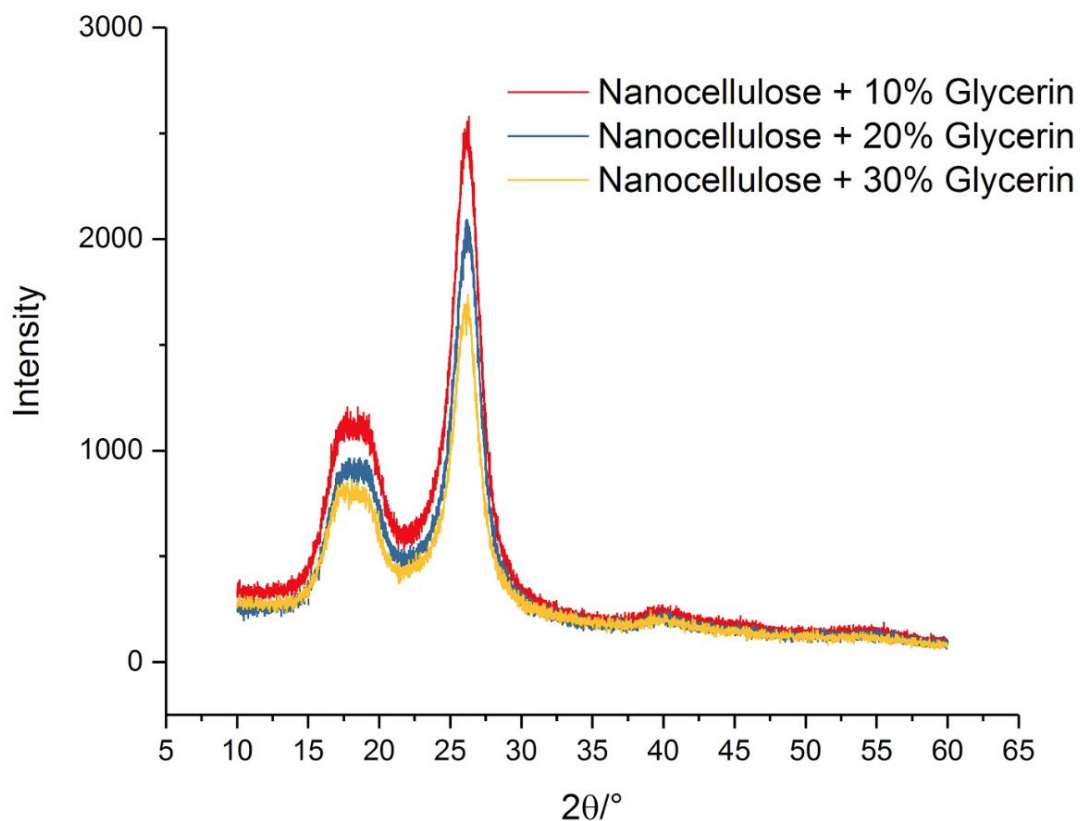 3000
Nanocellulose + 10% Glycerin
Nanocellulose + 20% Glycerin
Nanocellulose + 30% Glycerin
2000
Intensity
1000
0
5 10 15 20 25 30 35 40 45 50 55 60 65
2θ/°